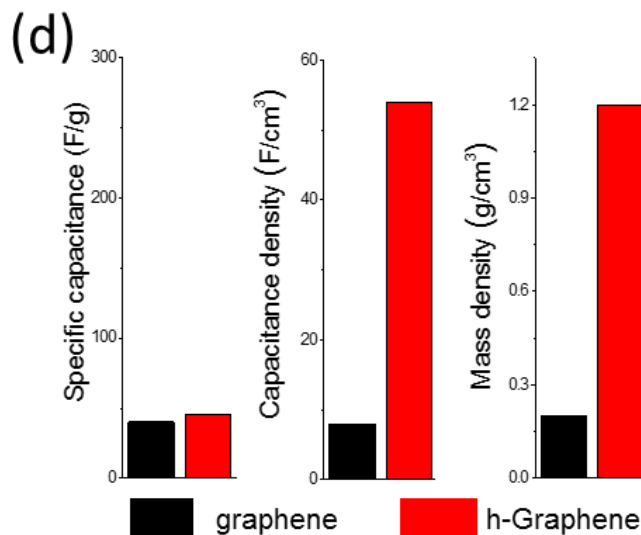 (d)
Specific capacitance (F/g)
300
200
100
0
Capacitance density (F/cm³)
60
40
20
0
Mass density (g/cm³)
1.2
0.9
0.6
0.3
0.0
graphene
h-Graphene